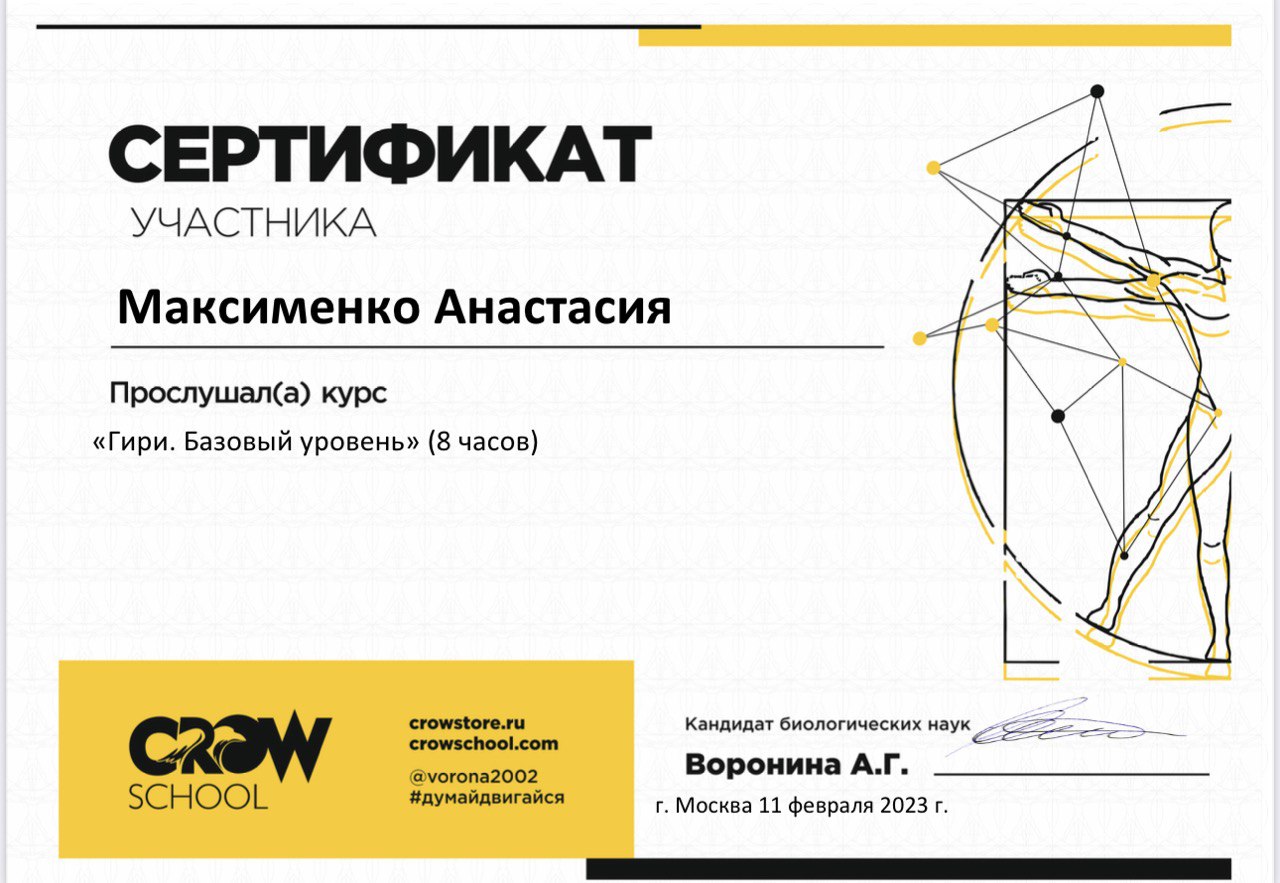 СЕРТИФИКАТ
УЧАСТНИКА
Максименко Анастасия
Прослушал(а) курс
«Гири. Базовый уровень» (8 часов)
CROW
SCHOOL
crowstore.ru
crowschool.com
@vorona2002
#думайдвигайся
Кандидат биологических наук
Воронина А.Г.
г. Москва 11 февраля 2023 г.